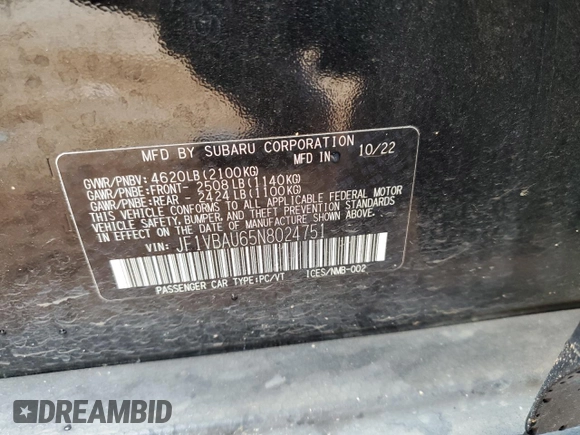 MFD BY SUBARU CORPORATION
MFD IN 10/22
GVWR/PNBV: 4620LB(2100KG)
GAWR/PNBE:FRONT- 2508LB(1140KG)
GAWR/PNBE:REAR - 2424LB(1100KG)
THIS VEHICLE CONFORMS TO ALL APPLICABLE FEDERAL MOTOR
VEHICLE SAFETY, BUMPER, AND THEFT PREVENTION STANDARDS
IN EFFECT ON THE DATE OF MANUFACTURE SHOWN ABOVE.
VIN: JF1VBAU65N8024751
PASSENGER CAR TYPE:PC/VT ICES/NMB-002
DREAMBID